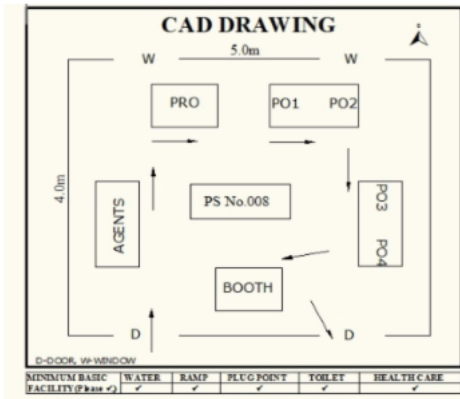 CAD DRAWING
W 5.0m W
PRO PO1 PO2
4.0m AGENTS PS No.008 PO3 PO4
BOOTH
D D
D-DOOR, W-WINDOW
MINIMUM BASIC FACILITY(Please ✓) WATER RAMP PLUG POINT TOILET HEALTH CARE
✓ ✓ ✓ ✓ ✓